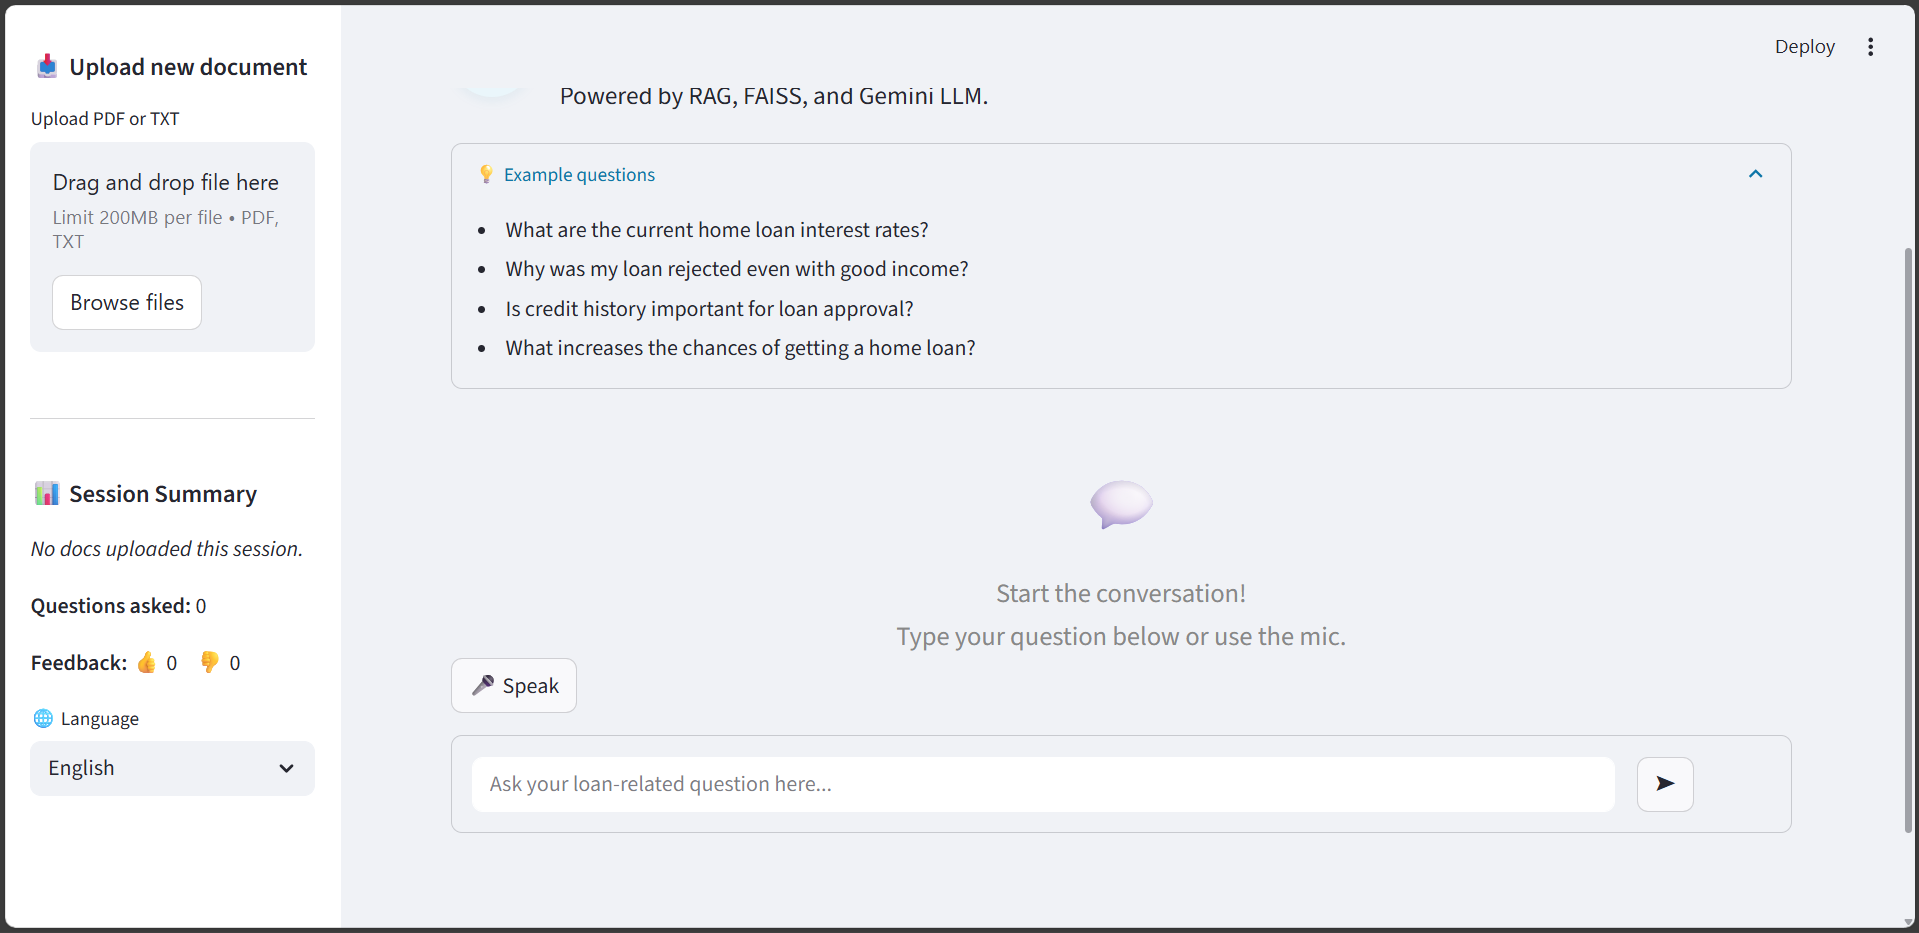 Upload new document
Upload PDF or TXT
Drag and drop file here
Limit 200MB per file • PDF,
TXT
Browse files
Session Summary
No docs uploaded this session.
Questions asked: 0
Feedback: 👍 0 👎 0
Language
English
Deploy
Powered by RAG, FAISS, and Gemini LLM.
Example questions
• What are the current home loan interest rates?
• Why was my loan rejected even with good income?
• Is credit history important for loan approval?
• What increases the chances of getting a home loan?
Start the conversation!
Type your question below or use the mic.
Speak
Ask your loan-related question here...